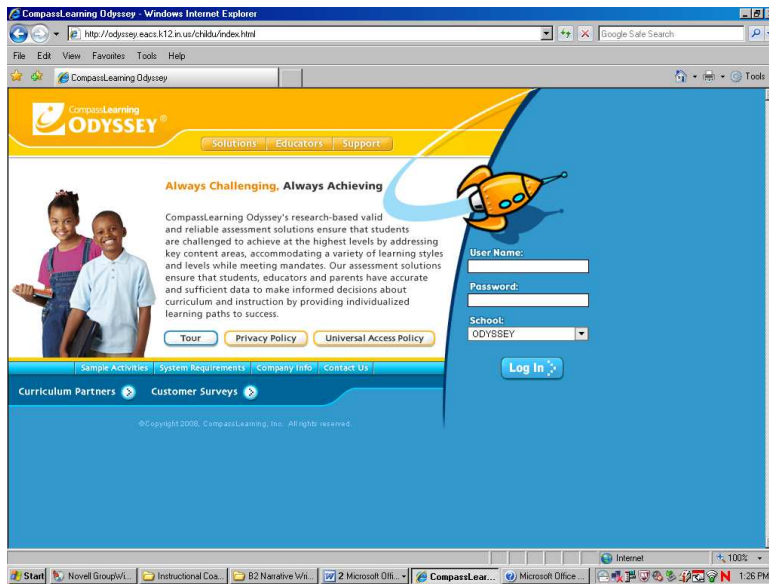 CompassLearning Odyssey - Windows Internet Explorer
http://odyssey.eacs.k12.in.us/childu/index.html
Google Safe Search
File Edit View Favorites Tools Help
CompassLearning Odyssey
Tools
CompassLearning
ODYSSEY®
Solutions Educators Support
Always Challenging, Always Achieving
CompassLearning Odyssey's research-based valid
and reliable assessment solutions ensure that students
are challenged to achieve at the highest levels by addressing
key content areas, accommodating a variety of learning styles
and levels while meeting mandates. Our assessment solutions
ensure that students, educators and parents have accurate
and sufficient data to make informed decisions about
curriculum and instruction by providing individualized
learning paths to success.
Tour Privacy Policy Universal Access Policy
User Name:
Password:
School:
ODYSSEY
Log In
Sample Activities System Requirements Company Info Contact Us
Curriculum Partners Customer Surveys
©Copyright 2008, CompassLearning, Inc. All rights reserved.
Internet 100%
Start Novell GroupWi... Instructional Coa... B2 Narrative Wri... 2 Microsoft Offi... CompassLear... Microsoft Office ... N 1:26 PM